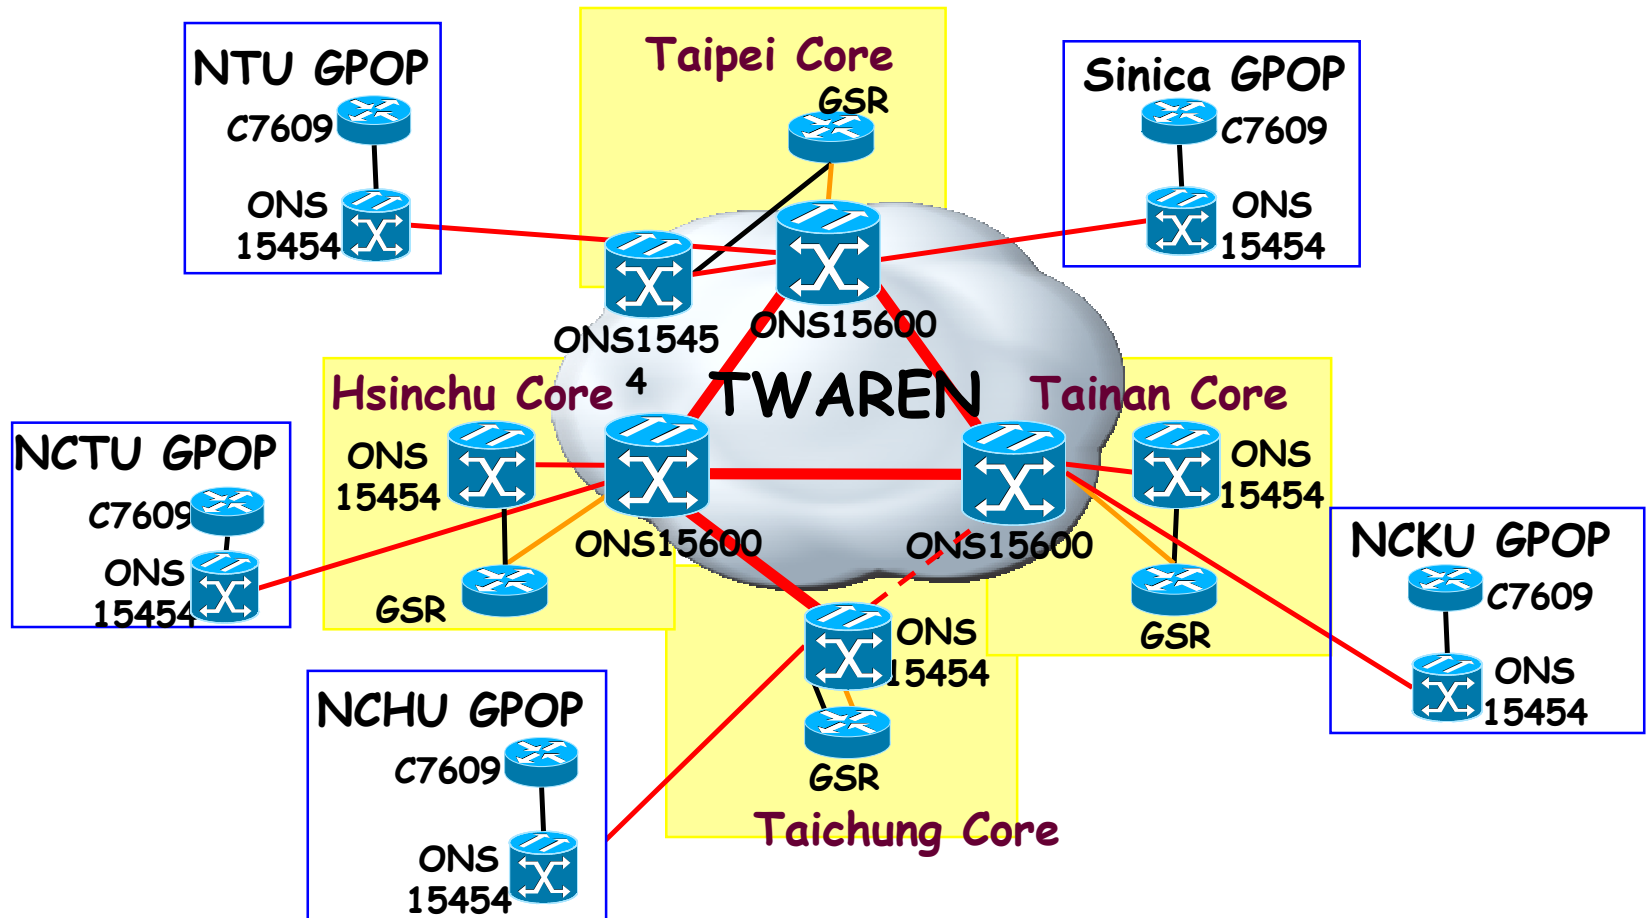 NTU GPOP
C7609
ONS
15454
Taipei Core
GSR
Sinica GPOP
C7609
ONS
15454
ONS1545
4
ONS15600
TWAREN
Hsinchu Core
ONS
15454
ONS15600
GSR
Tainan Core
ONS
15454
ONS15600
GSR
NCTU GPOP
C7609
ONS
15454
NCKU GPOP
C7609
ONS
15454
ONS
15454
GSR
Taichung Core
NCHU GPOP
C7609
ONS
15454